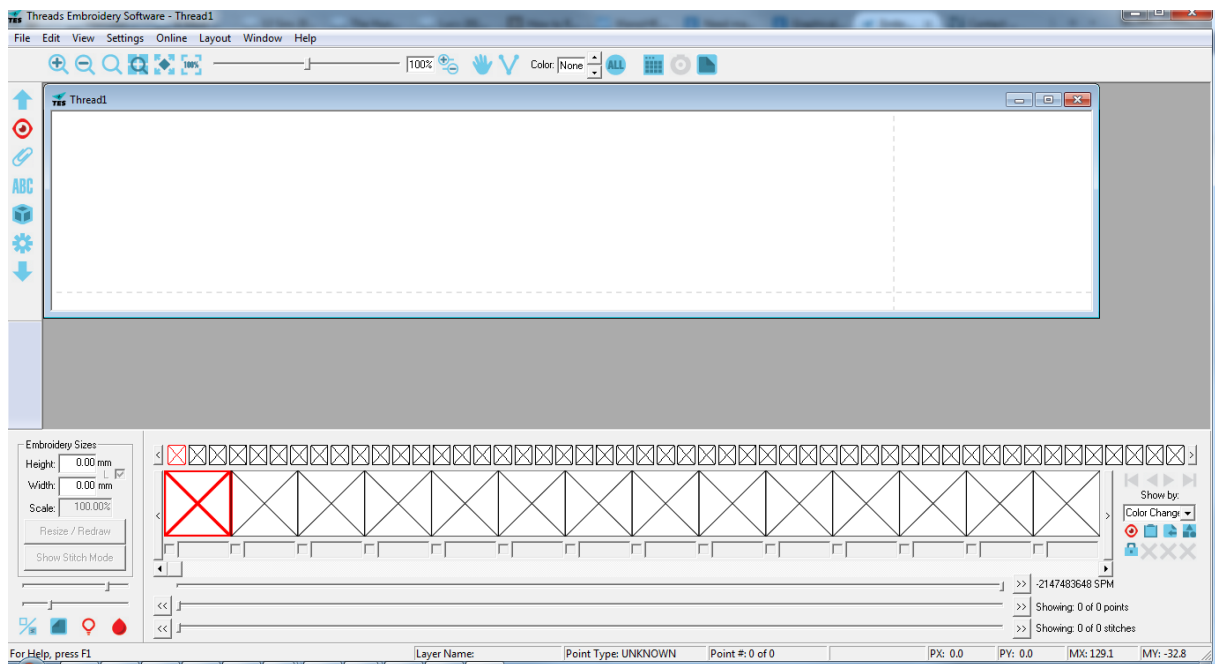 Threads Embroidery Software - Thread1
File Edit View Settings Online Layout Window Help
100% 100% Color: None ALL
TES Thread1
ABC
Embroidery Sizes
Height: 0.00 mm
Width: 0.00 mm
Scale: 100.00%
Resize / Redraw
Show Stitch Mode
Show by:
Color Change
-2147483648 SPM
Showing: 0 of 0 points
Showing: 0 of 0 stitches
For Help, press F1 Layer Name: Point Type: UNKNOWN Point #: 0 of 0 PX: 0.0 PY: 0.0 MX: 129.1 MY: -32.8